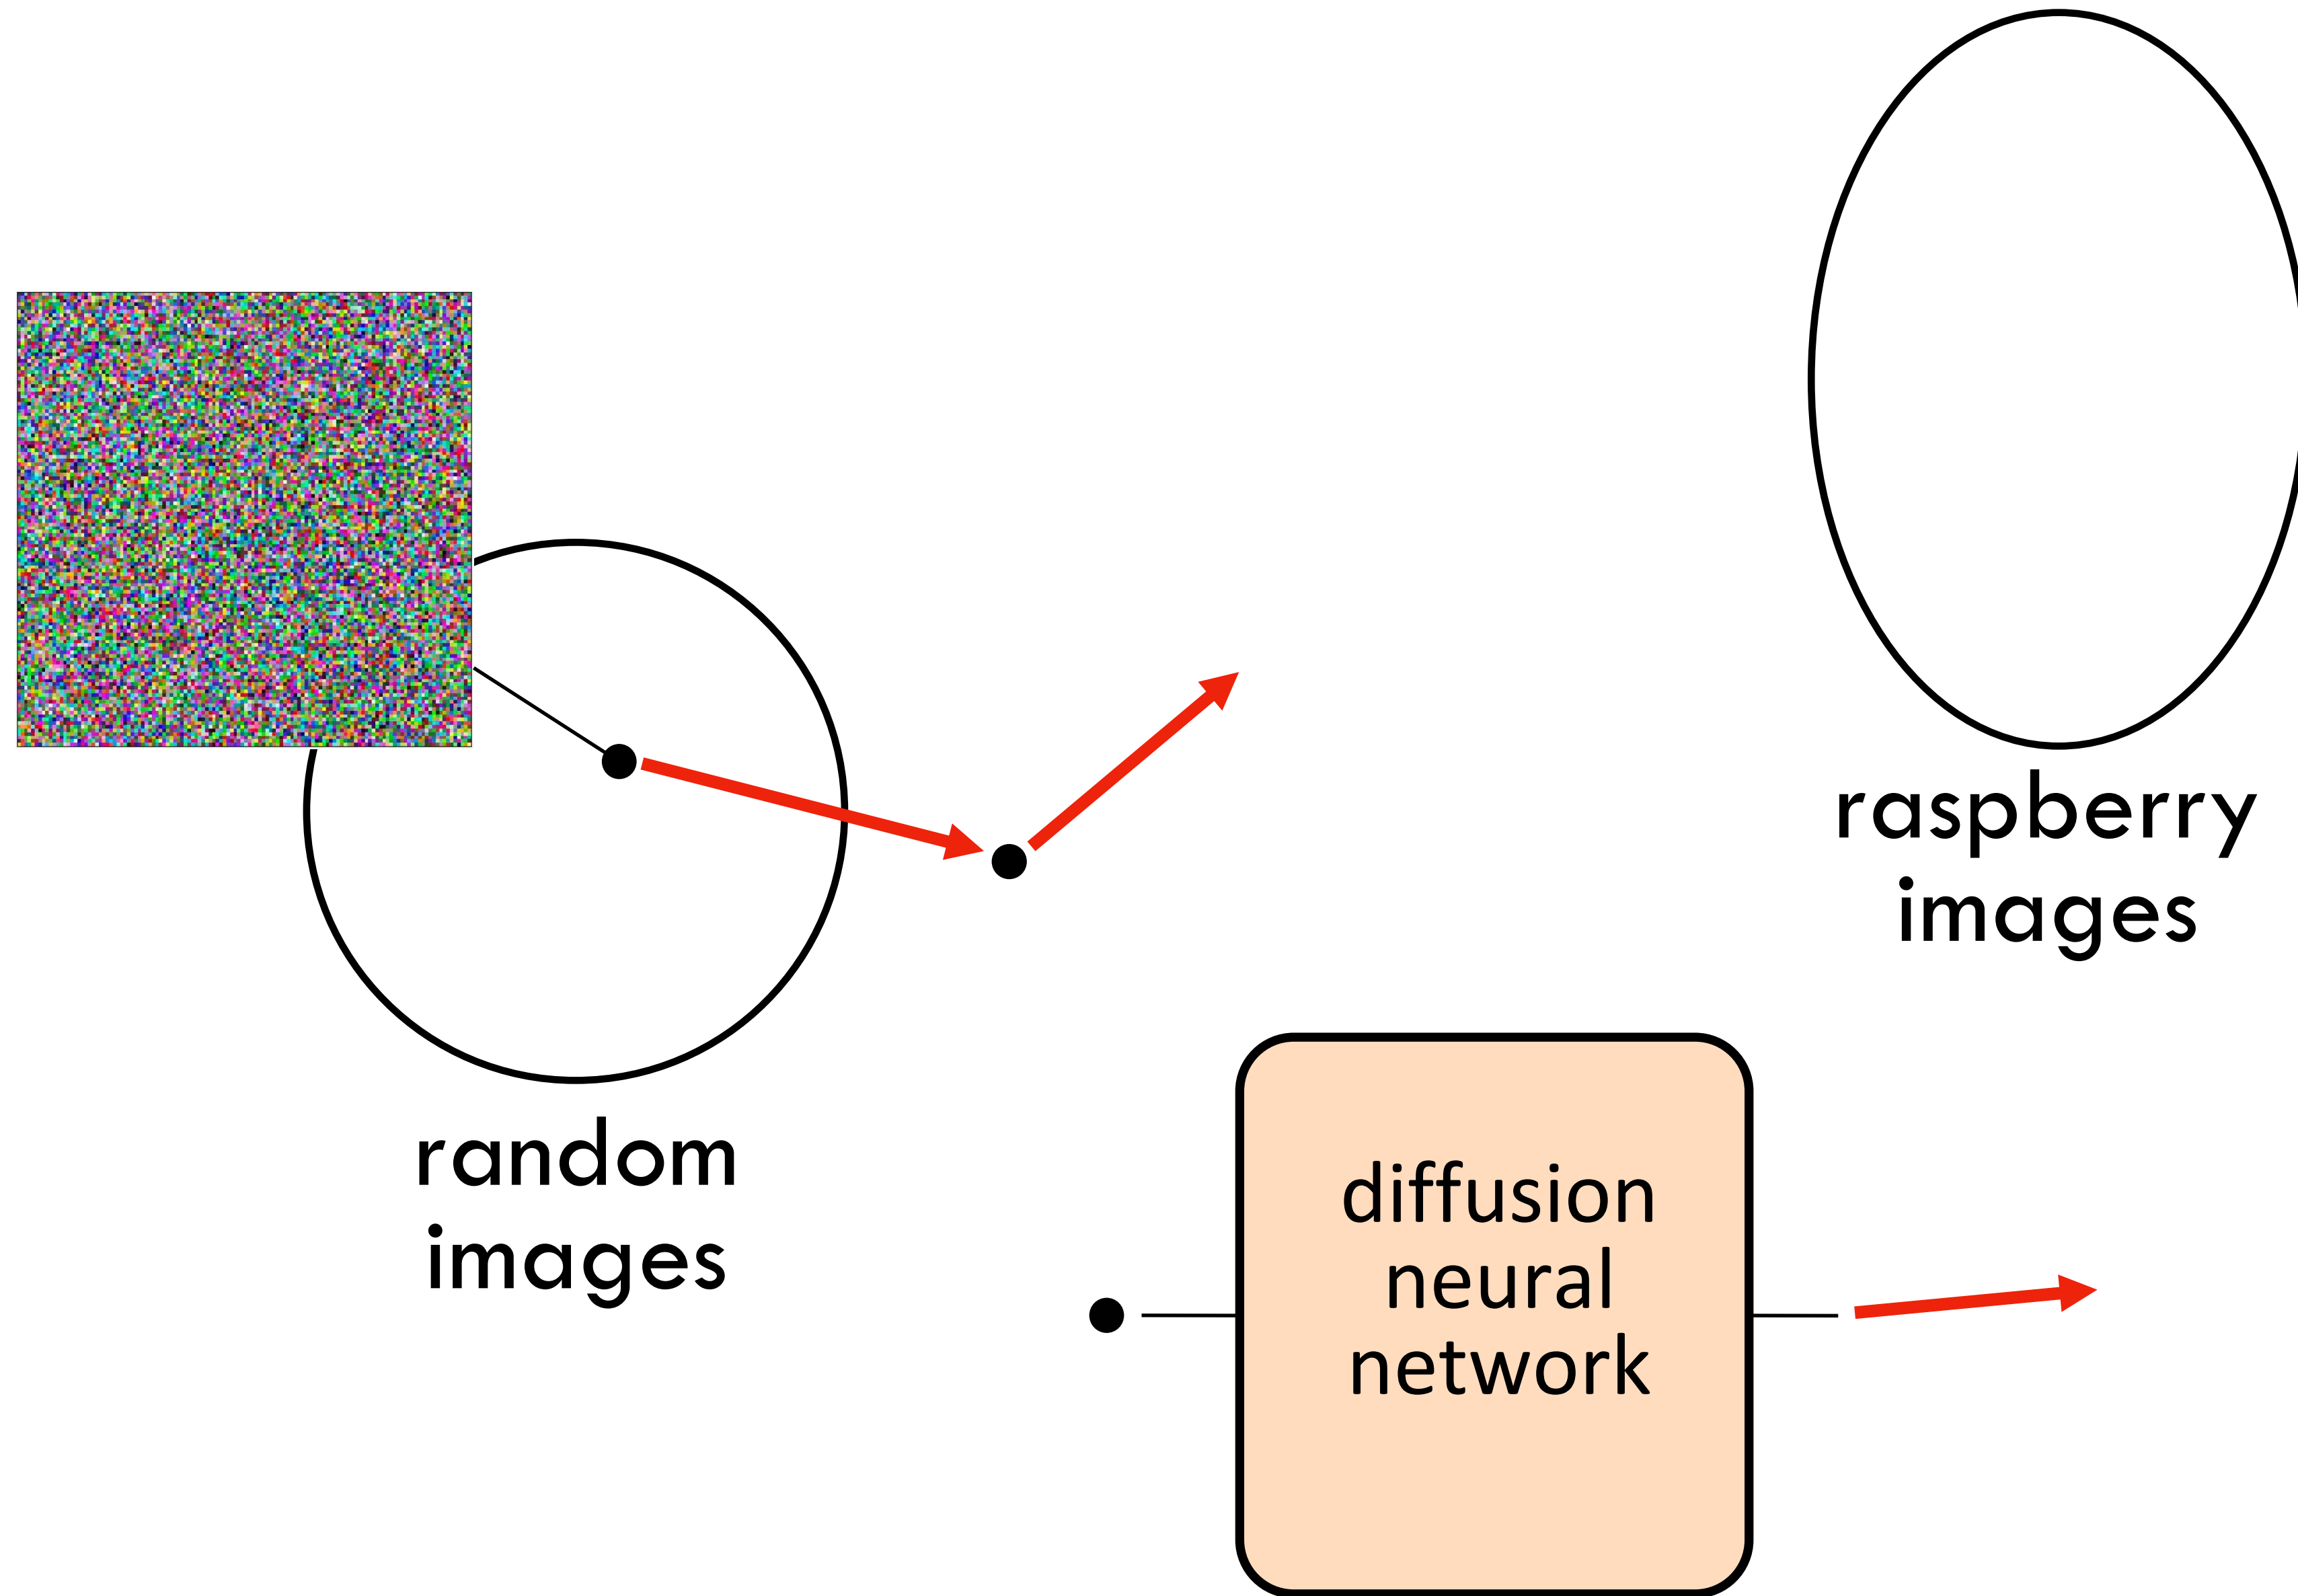 raspberry
images
random
images
diffusion
neural
network